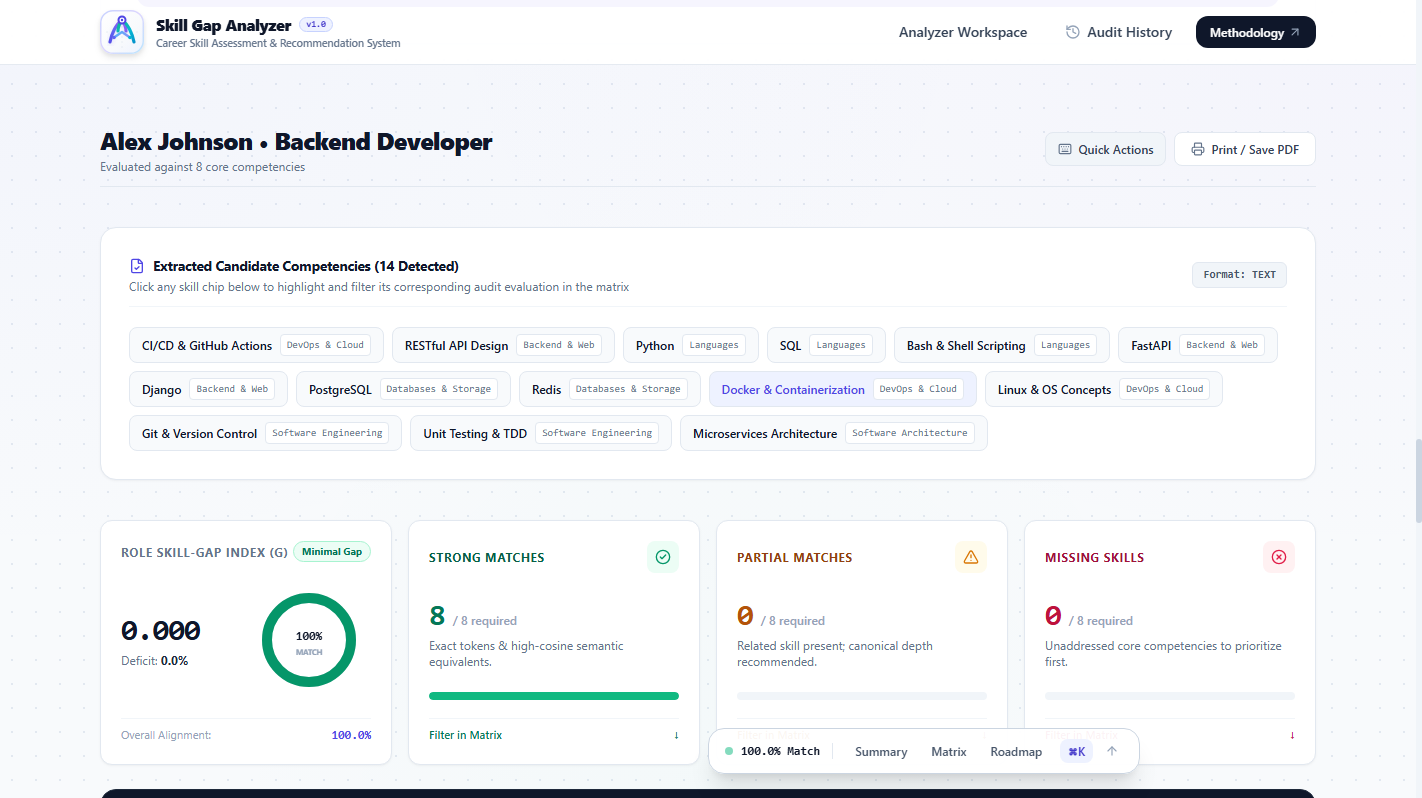 Skill Gap Analyzer v1.0
Career Skill Assessment & Recommendation System
Analyzer Workspace
Audit History
Methodology ↗
Alex Johnson • Backend Developer
Evaluated against 8 core competencies
Quick Actions
Print / Save PDF
Extracted Candidate Competencies (14 Detected)
Click any skill chip below to highlight and filter its corresponding audit evaluation in the matrix
Format: TEXT
CI/CD & GitHub Actions DevOps & Cloud
RESTful API Design Backend & Web
Python Languages
SQL Languages
Bash & Shell Scripting Languages
FastAPI Backend & Web
Django Backend & Web
PostgreSQL Databases & Storage
Redis Databases & Storage
Docker & Containerization DevOps & Cloud
Linux & OS Concepts DevOps & Cloud
Git & Version Control Software Engineering
Unit Testing & TDD Software Engineering
Microservices Architecture Software Architecture
ROLE SKILL-GAP INDEX (G) Minimal Gap
0.000
Deficit: 0.0%
100%
MATCH
Overall Alignment: 100.0%
STRONG MATCHES
8 / 8 required
Exact tokens & high-cosine semantic
equivalents.
Filter in Matrix ↓
PARTIAL MATCHES
0 / 8 required
Related skill present; canonical depth
recommended.
Filter in Matrix
MISSING SKILLS
0 / 8 required
Unaddressed core competencies to prioritize
first.
Filter in Matrix ↓
100.0% Match
Summary
Matrix
Roadmap
⌘K ↑